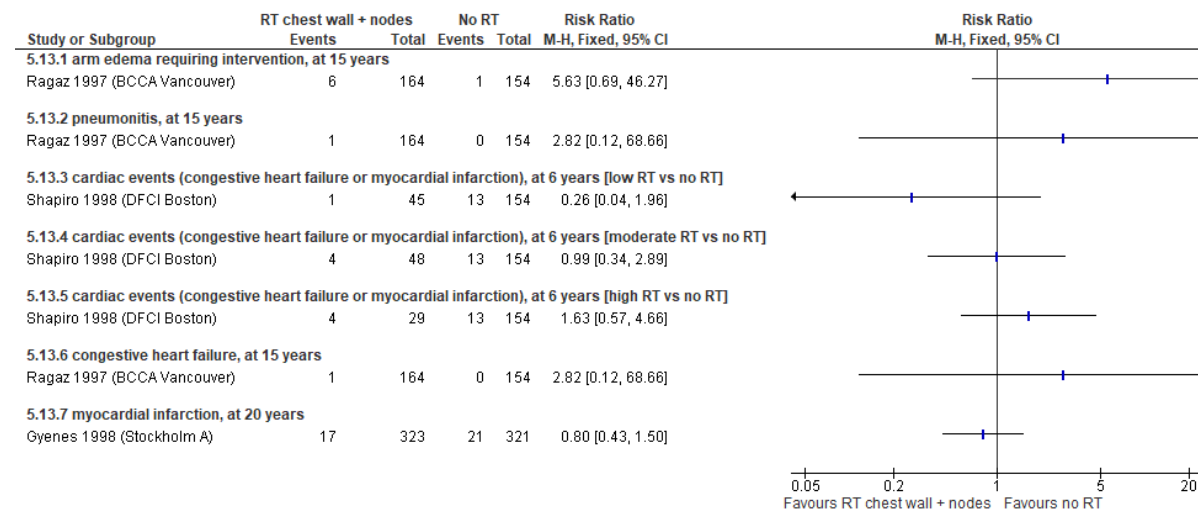 RT chest wall + nodes No RT Risk Ratio Risk Ratio
Study or Subgroup Events Total Events Total M-H, Fixed, 95% CI M-H, Fixed, 95% CI
5.13.1 arm edema requiring intervention, at 15 years
Ragaz 1997 (BCCA Vancouver) 6 164 1 154 5.63 [0.69, 46.27]
5.13.2 pneumonitis, at 15 years
Ragaz 1997 (BCCA Vancouver) 1 164 0 154 2.82 [0.12, 68.66]
5.13.3 cardiac events (congestive heart failure or myocardial infarction), at 6 years [low RT vs no RT]
Shapiro 1998 (DFCI Boston) 1 45 13 154 0.26 [0.04, 1.96]
5.13.4 cardiac events (congestive heart failure or myocardial infarction), at 6 years [moderate RT vs no RT]
Shapiro 1998 (DFCI Boston) 4 48 13 154 0.99 [0.34, 2.89]
5.13.5 cardiac events (congestive heart failure or myocardial infarction), at 6 years [high RT vs no RT]
Shapiro 1998 (DFCI Boston) 4 29 13 154 1.63 [0.57, 4.66]
5.13.6 congestive heart failure, at 15 years
Ragaz 1997 (BCCA Vancouver) 1 164 0 154 2.82 [0.12, 68.66]
5.13.7 myocardial infarction, at 20 years
Gyenes 1998 (Stockholm A) 17 323 21 321 0.80 [0.43, 1.50]
0.05 0.2 1 5 20
Favours RT chest wall + nodes Favours no RT